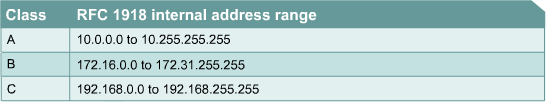 Class RFC 1918 internal address range
A 10.0.0.0 to 10.255.255.255
B 172.16.0.0 to 172.31.255.255
C 192.168.0.0 to 192.168.255.255